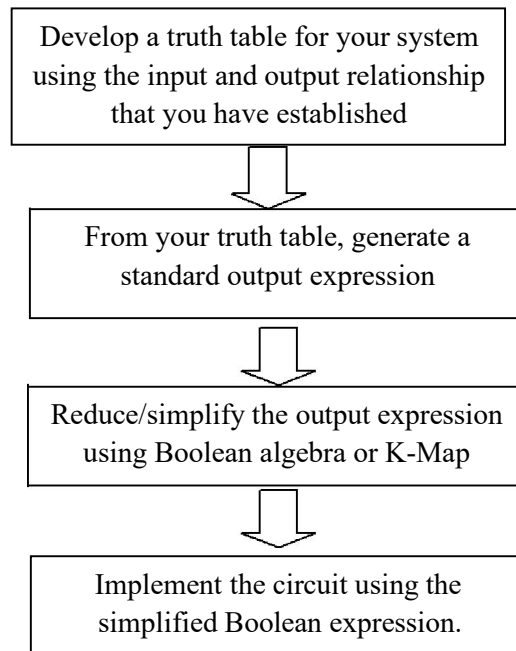 Develop a truth table for your system
using the input and output relationship
that you have established
From your truth table, generate a
standard output expression
Reduce/simplify the output expression
using Boolean algebra or K-Map
Implement the circuit using the
simplified Boolean expression.